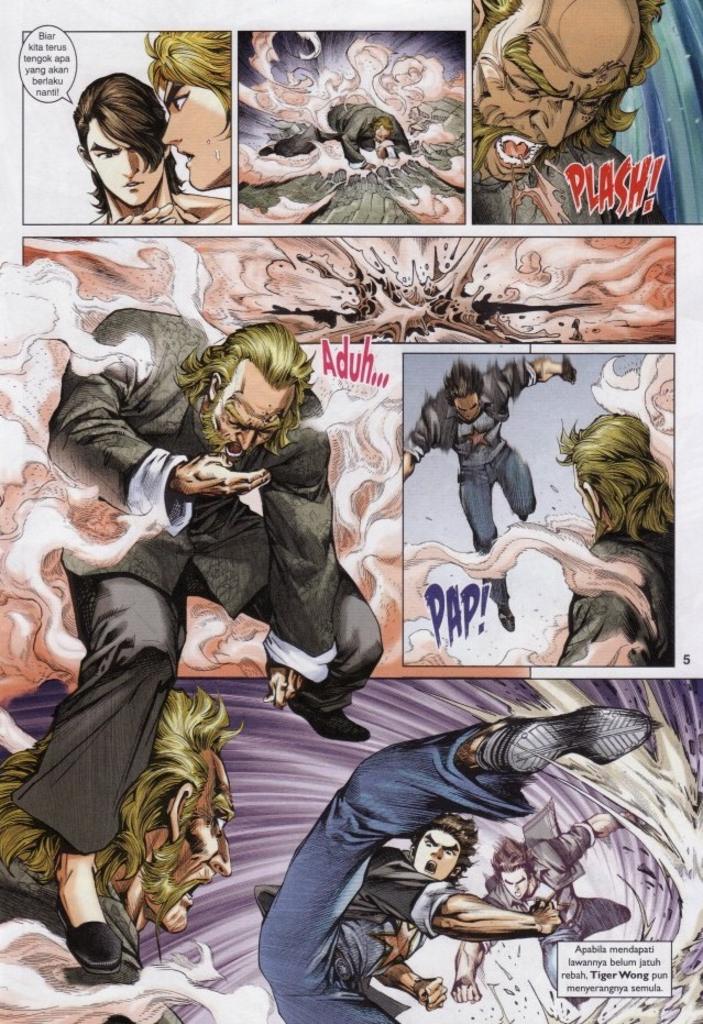 Biar
kita terus
tengok apa
yang akan
berlaku
nanti!
PLASH!
Aduh...
PAP!
5
Apabila mendapati
lawannya belum jatuh
rebah, Tiger Wong pun
menyerangnya semula.